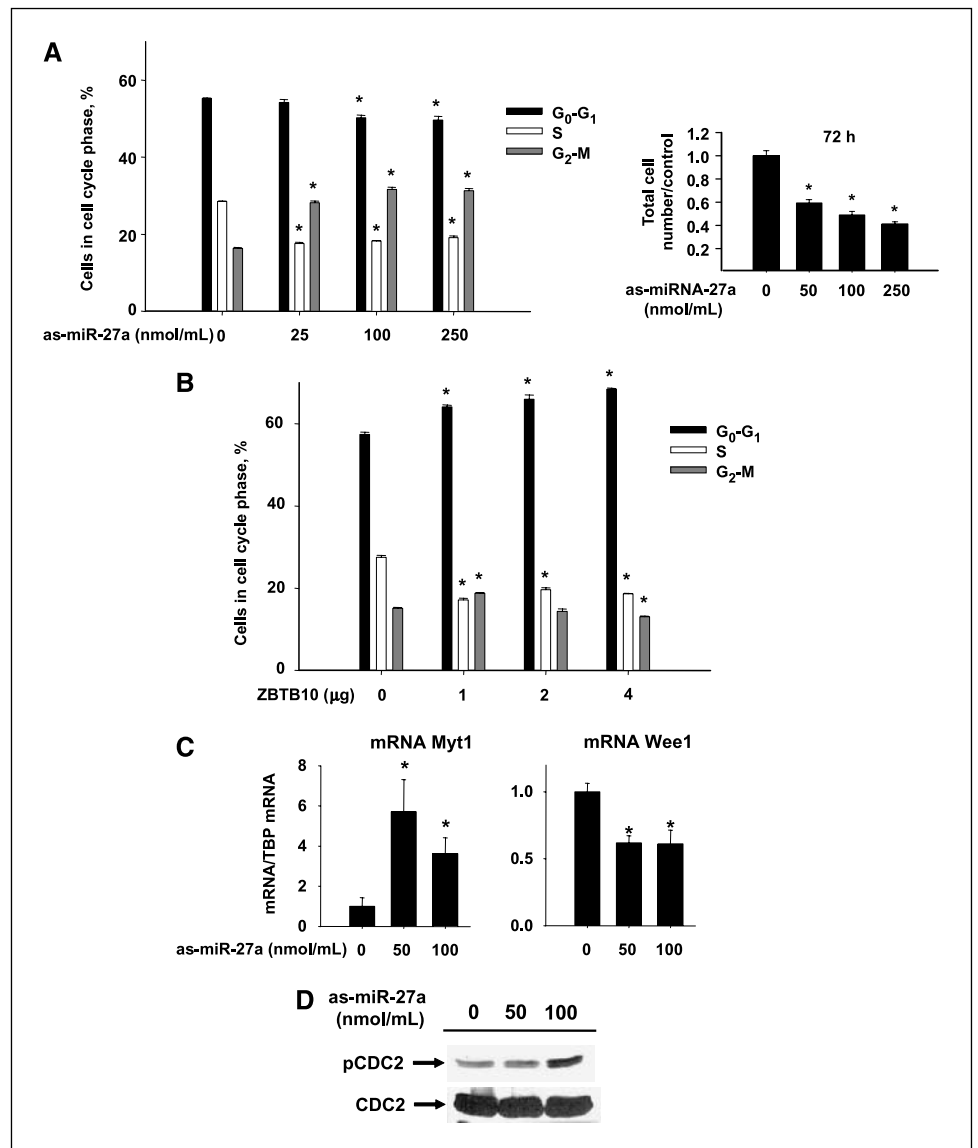 A
Cells in cell cycle phase, %
60
40
20
0
* *
* * *
* * *
G0-G1
S
G2-M
as-miR-27a (nmol/mL) 0 25 100 250
72 h
Total cell
number/control
1.2
1.0
0.8
0.6
0.4
0.2
* * *
as-miRNA-27a
(nmol/mL)
0 50 100 250
B
Cells in cell cycle phase, %
60
40
20
0
* * *
* * * * *
G0-G1
S
G2-M
ZBTB10 (μg) 0 1 2 4
C
mRNA Myt1
mRNA/TBP mRNA
8
6
4
2
0
* *
as-miR-27a (nmol/mL) 0 50 100
mRNA Wee1
1.0
0.5
0.0
* *
0 50 100
D
as-miR-27a
(nmol/mL)
0 50 100
pCDC2
CDC2